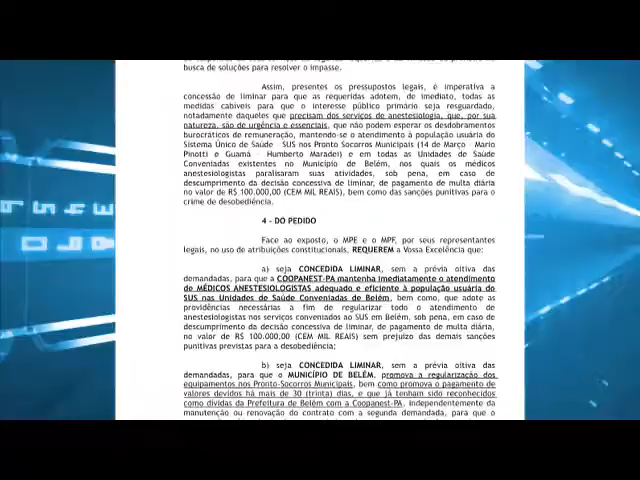 busca de soluções para resolver o impasse.
Assim, presentes os pressupostos legais, é imperativa a
concessão de liminar para que as requeridas adotem, de imediato, todas as
medidas cabíveis para que o interesse público primário seja resguardado,
notadamente daqueles que precisam dos serviços de anestesiologia, que, por sua
natureza, são de urgência e essenciais, que não podem esperar os desdobramentos
burocráticos de remuneração, mantendo-se o atendimento à população usuária do
Sistema Único de Saúde - SUS nos Pronto Socorros Municipais (14 de Março - Mario
Pinotti e Guamá - Humberto Maradei) e em todas as Unidades de Saúde
Conveniadas existentes no Município de Belém, nos quais os médicos
anestesiologistas paralisaram suas atividades, sob pena, em caso de
descumprimento da decisão concessiva de liminar, de pagamento de multa diária
no valor de R$ 100.000,00 (CEM MIL REAIS), bem como das sanções punitivas para o
crime de desobediência.
4 - DO PEDIDO
Face ao exposto, o MPE e o MPF, por seus representantes
legais, no uso de atribuições constitucionais, REQUEREM a Vossa Excelência que:
a) seja CONCEDIDA LIMINAR, sem a prévia oitiva das
demandadas, para que a COOPANEST-PA mantenha imediatamente o atendimento
de MÉDICOS ANESTESIOLOGISTAS adequado e eficiente à população usuária do
SUS nas Unidades de Saúde Conveniadas de Belém, bem como, que adote as
providências necessárias a fim de regularizar todo o atendimento de
anestesiologistas nos serviços conveniados ao SUS em Belém, sob pena, em caso de
descumprimento da decisão concessiva de liminar, de pagamento de multa diária,
no valor de R$ 100.000,00 (CEM MIL REAIS) sem prejuízo das demais sanções
punitivas previstas para a desobediência;
b) seja CONCEDIDA LIMINAR, sem a prévia oitiva das
demandadas, para que o MUNICÍPIO DE BELÉM, promova a regularização dos
equipamentos nos Pronto-Socorros Municipais, bem como promova o pagamento de
valores devidos há mais de 30 (trinta) dias, e que já tenham sido reconhecidos
como dívidas da Prefeitura de Belém com a Coopanest-PA, independentemente da
manutenção ou renovação do contrato com a segunda demandada, para que o